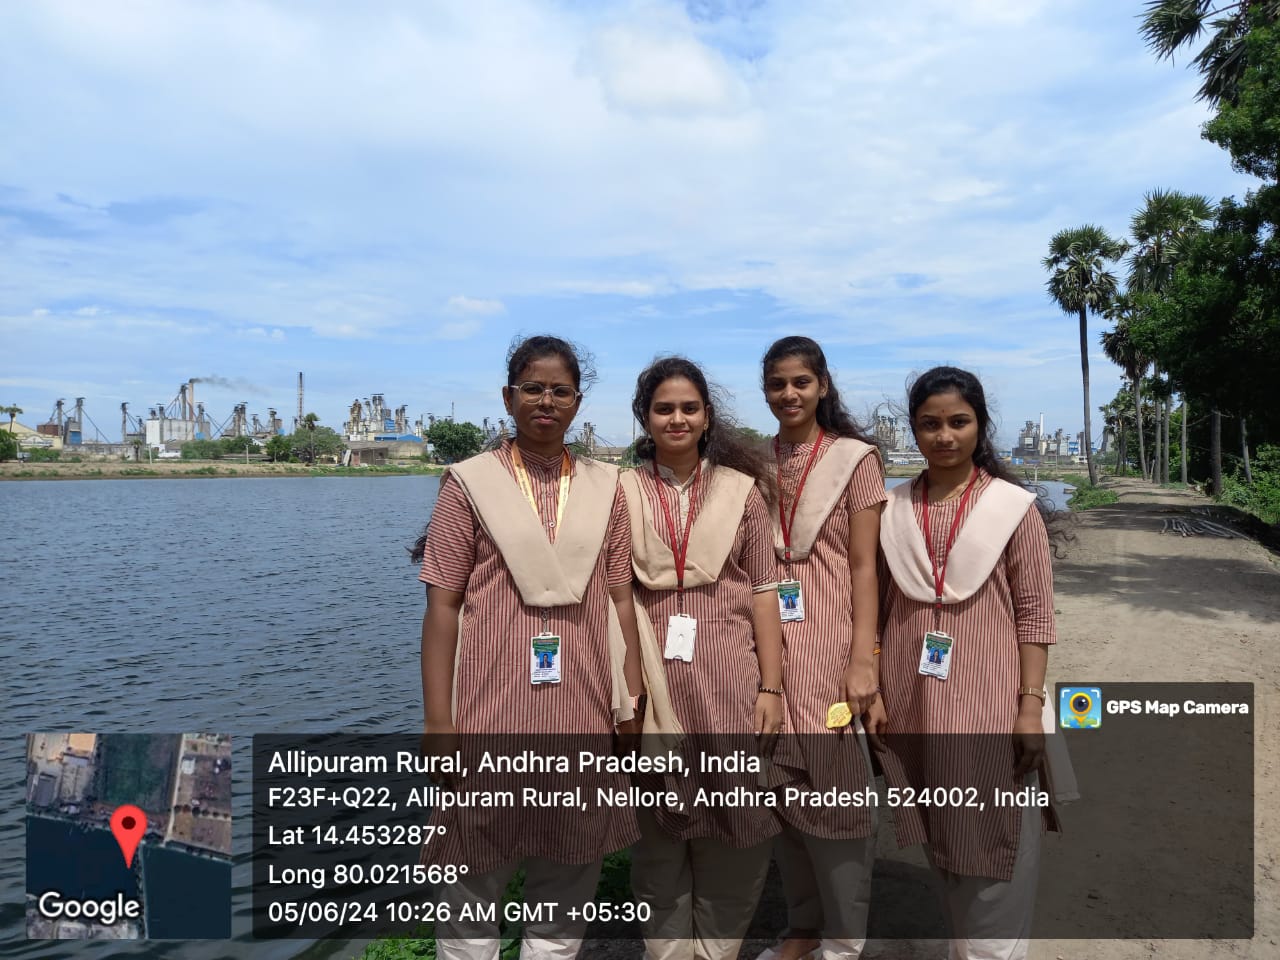 GPS Map Camera
Allipuram Rural, Andhra Pradesh, India
F23F+Q22, Allipuram Rural, Nellore, Andhra Pradesh 524002, India
Lat 14.453287°
Long 80.021568°
05/06/24 10:26 AM GMT +05:30
Google